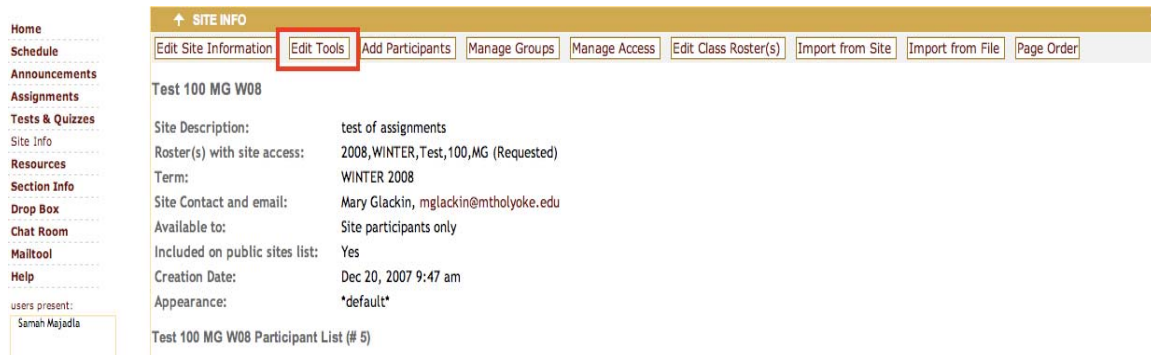 Home
Schedule
Announcements
Assignments
Tests & Quizzes
Site Info
Resources
Section Info
Drop Box
Chat Room
Mailtool
Help
users present:
Samah Majadla
SITE INFO
Edit Site Information Edit Tools Add Participants Manage Groups Manage Access Edit Class Roster(s) Import from Site Import from File Page Order
Test 100 MG W08
Site Description: test of assignments
Roster(s) with site access: 2008,WINTER,Test,100,MG (Requested)
Term: WINTER 2008
Site Contact and email: Mary Glackin, mglackin@mtholyoke.edu
Available to: Site participants only
Included on public sites list: Yes
Creation Date: Dec 20, 2007 9:47 am
Appearance: *default*
Test 100 MG W08 Participant List (# 5)